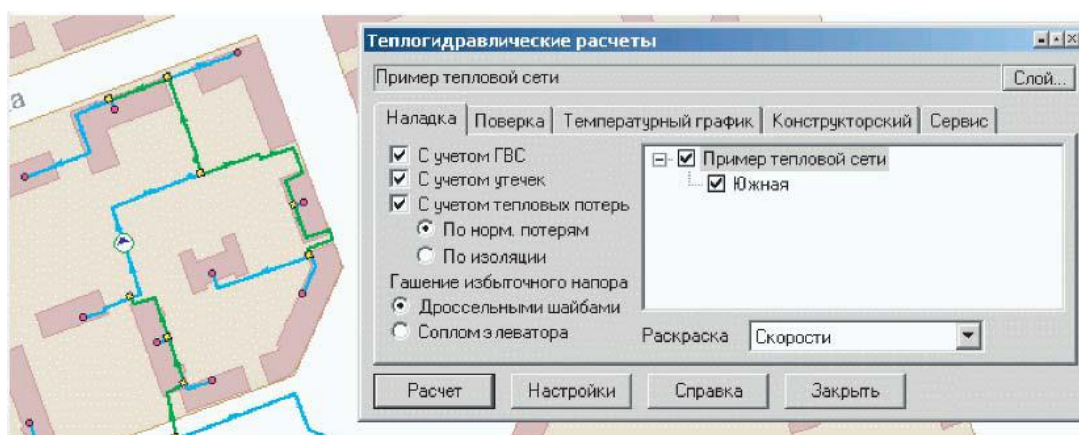 а
Теплогидравлические расчеты
Пример тепловой сети
Слой...
Наладка Поверка Температурный график Конструкторский Сервис
С учетом ГВС
С учетом утечек
С учетом тепловых потерь
По норм. потерям
По изоляции
Гашение избыточного напора
Дроссельными шайбами
Соплом элеватора
Пример тепловой сети
Южная
Раскраска Скорости
Расчет Настройки Справка Закрыть